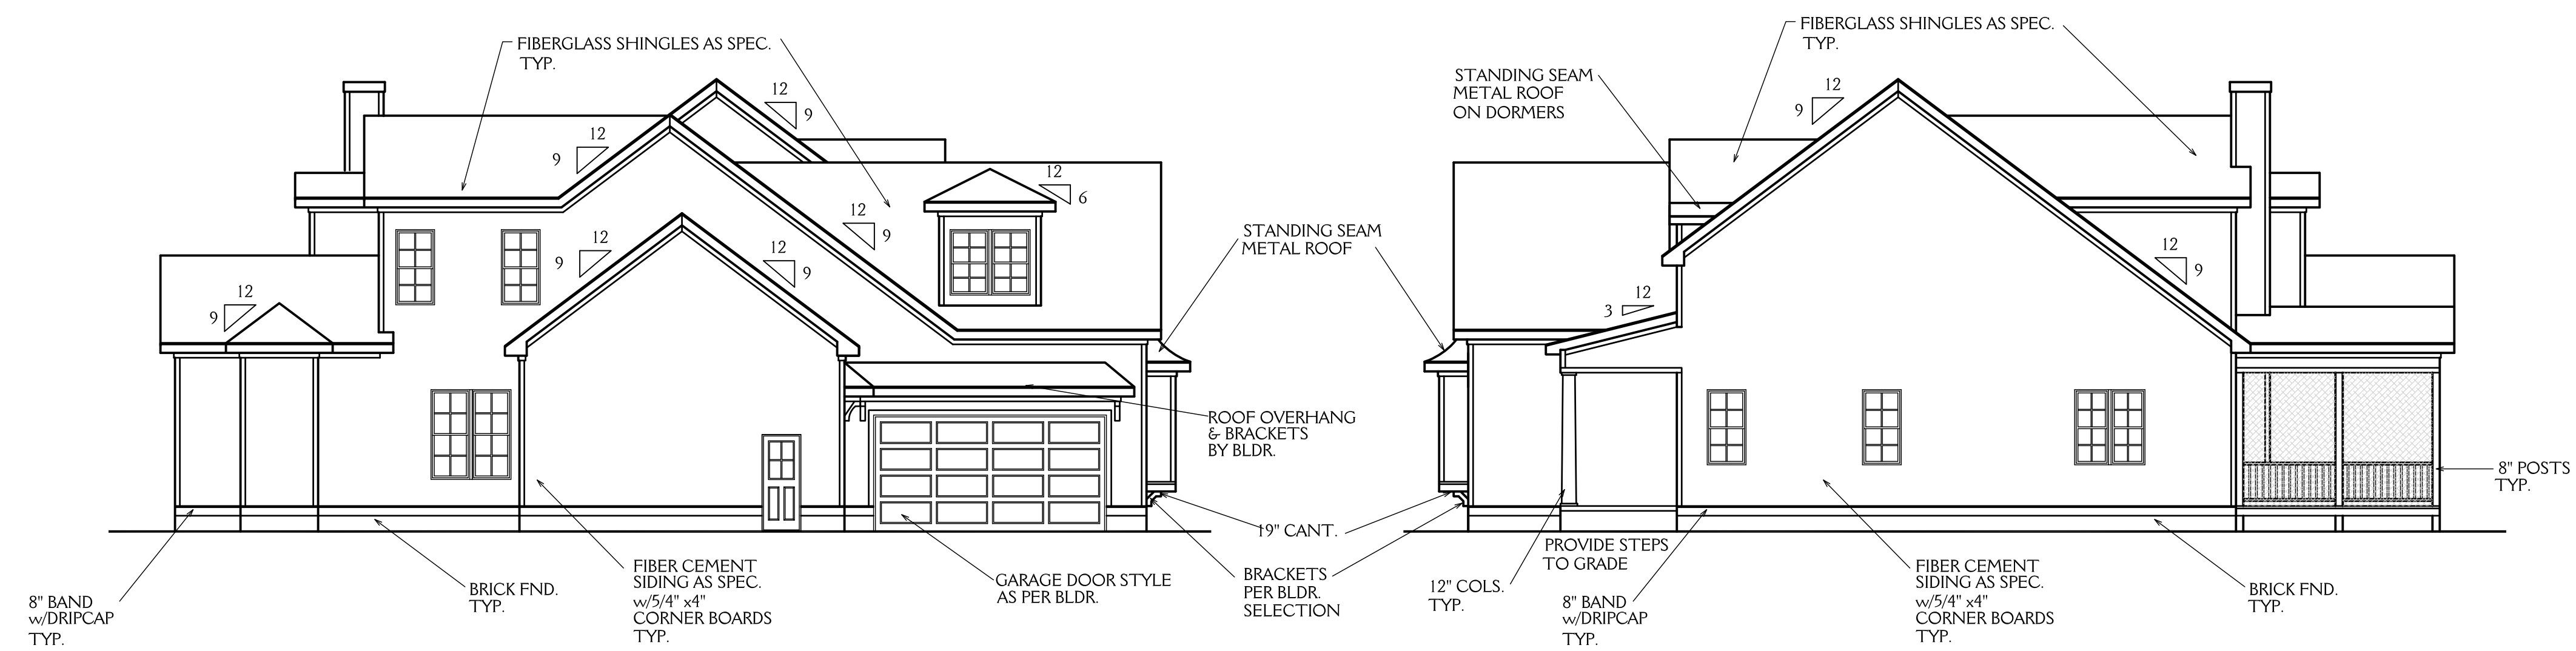 FIBERGLASS SHINGLES AS SPEC.
TYP.
12
9
12
9
12
6
12
9
12
9
12
9
12
9
STANDING SEAM
METAL ROOF
ROOF OVERHANG
& BRACKETS
BY BLDR.
19" CANT.
BRACKETS
PER BLDR.
SELECTION
GARAGE DOOR STYLE
AS PER BLDR.
FIBER CEMENT
SIDING AS SPEC.
w/5/4" x4"
CORNER BOARDS
TYP.
BRICK FND.
TYP.
8" BAND
w/DRIPCAP
TYP.
FIBERGLASS SHINGLES AS SPEC.
TYP.
STANDING SEAM
METAL ROOF
ON DORMERS
12
9
12
9
12
3
8" POSTS
TYP.
PROVIDE STEPS
TO GRADE
12" COLS.
TYP.
8" BAND
w/DRIPCAP
TYP.
FIBER CEMENT
SIDING AS SPEC.
w/5/4" x4"
CORNER BOARDS
TYP.
BRICK FND.
TYP.